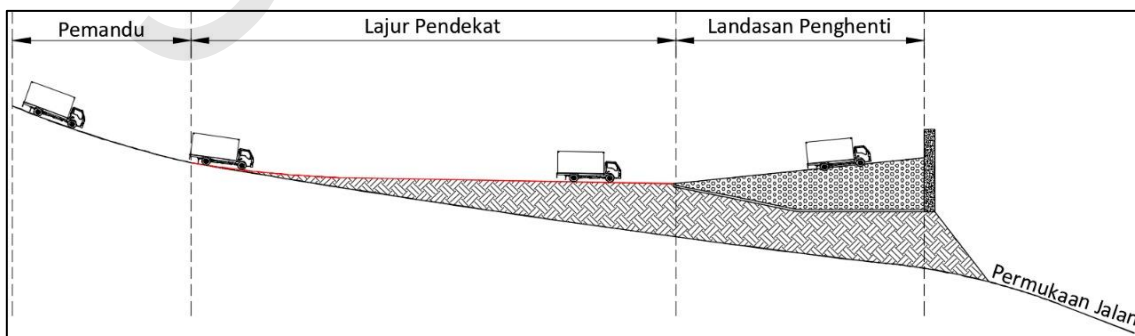 Pemandu
Lajur Pendekat
Landasan Penghenti
Permukaan Jalan